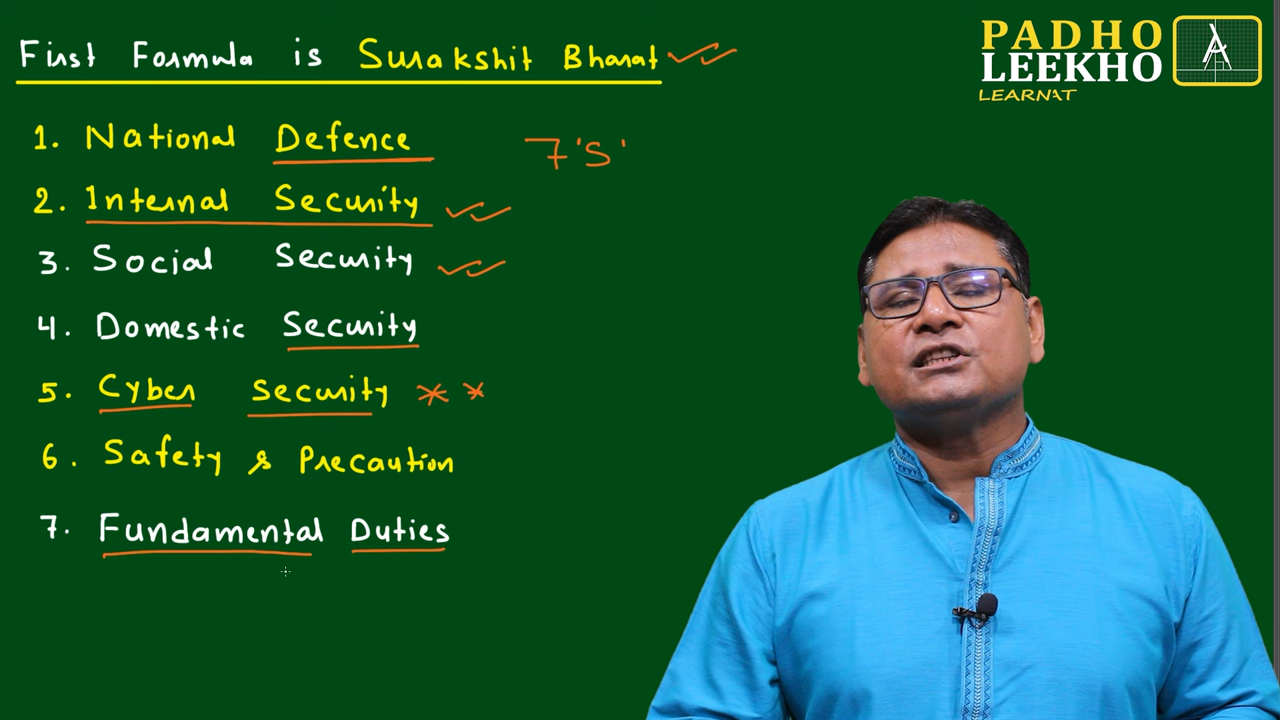 First Formula is Surakshit Bharat
PADHO
LEEKHO
LEARN'T
1. National Defence
7 'S'
2. Internal Security
3. Social Security
4. Domestic Security
5. Cyber Security **
6. Safety & Precaution
7. Fundamental Duties